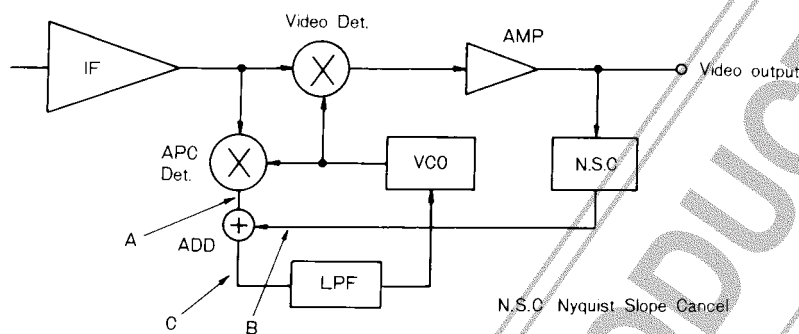 Video Det.
AMP
IF
Video output
APC
Det.
VCO
N.S.C
A
ADD
LPF
C
B
N.S.C Nyquist Slope Cancel